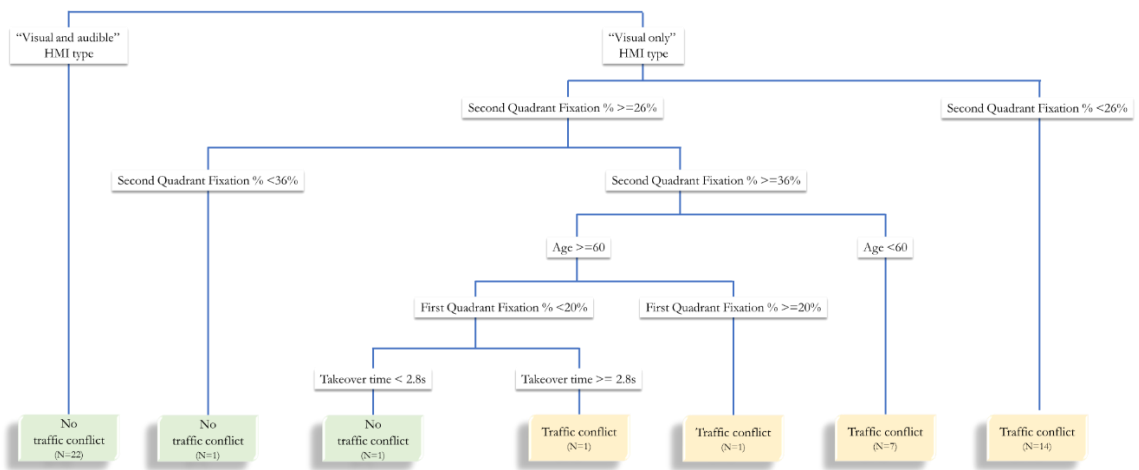 “Visual and audible”
HMI type
“Visual only”
HMI type
Second Quadrant Fixation % >=26%
Second Quadrant Fixation % <26%
Second Quadrant Fixation % <36%
Second Quadrant Fixation % >=36%
Age >=60
Age <60
First Quadrant Fixation % <20%
First Quadrant Fixation % >=20%
Takeover time < 2.8s
Takeover time >= 2.8s
No
traffic conflict
(N=22)
No
traffic conflict
(N=1)
No
traffic conflict
(N=1)
Traffic conflict
(N=1)
Traffic conflict
(N=1)
Traffic conflict
(N=7)
Traffic conflict
(N=14)